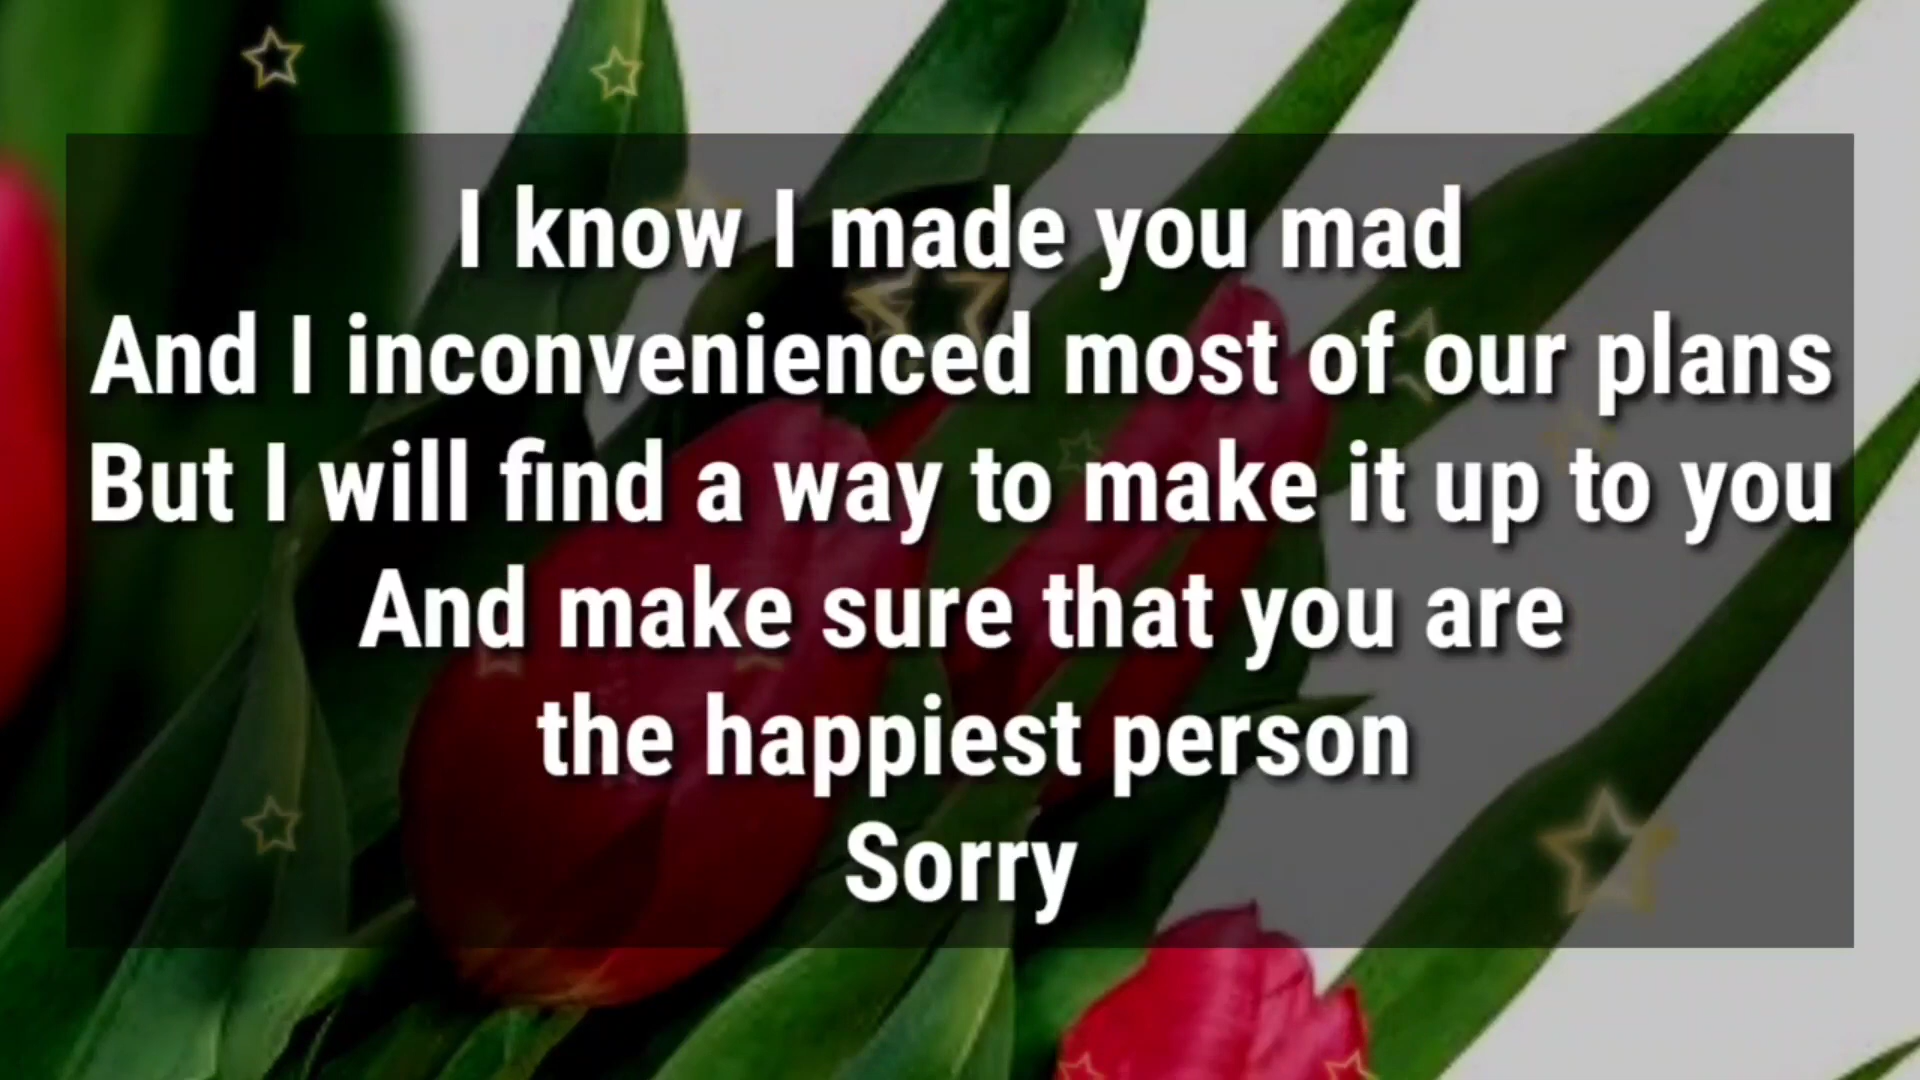 I know I made you mad
And I inconvenienced most of our plans
But I will find a way to make it up to you
And make sure that you are
the happiest person
Sorry